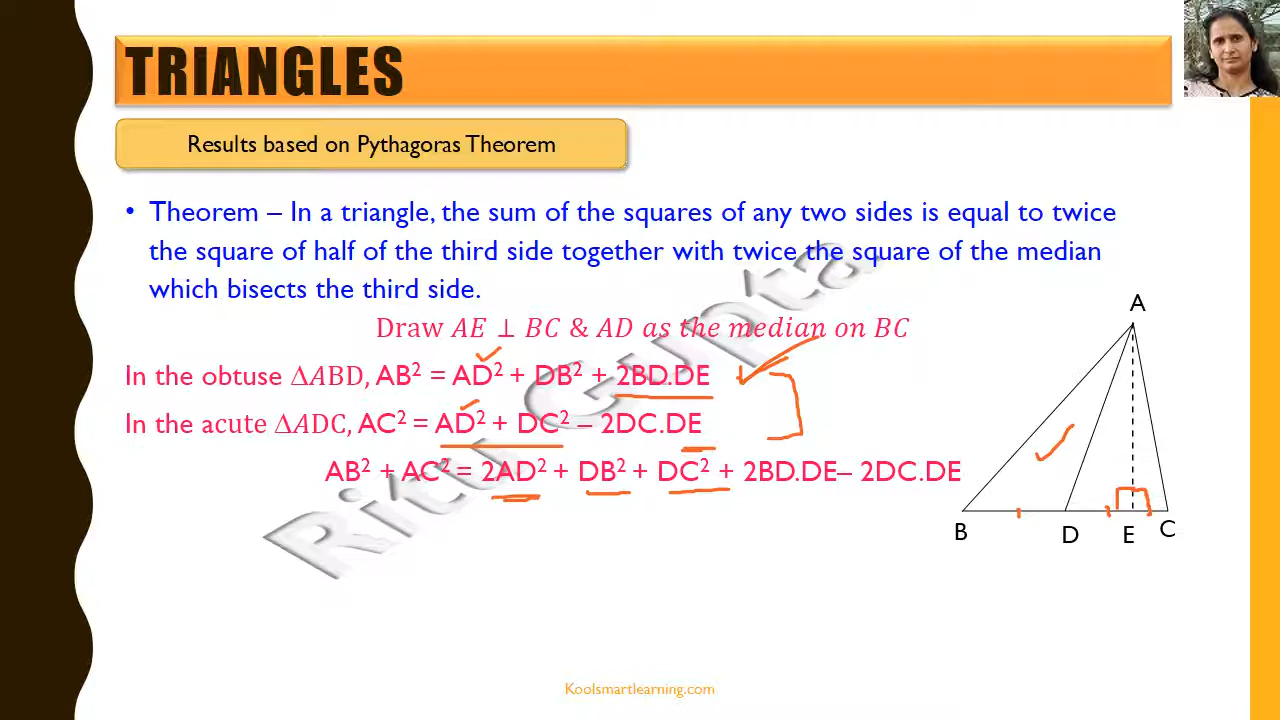 TRIANGLES
Results based on Pythagoras Theorem
• Theorem – In a triangle, the sum of the squares of any two sides is equal to twice
the square of half of the third side together with twice the square of the median
which bisects the third side.
Draw AE ⊥ BC & AD as the median on BC
In the obtuse ΔABD, AB² = AD² + DB² + 2BD.DE
In the acute ΔADC, AC² = AD² + DC² – 2DC.DE
AB² + AC² = 2AD² + DB² + DC² + 2BD.DE– 2DC.DE
A
B D E C
Ritu Gupta
Koolsmartlearning.com